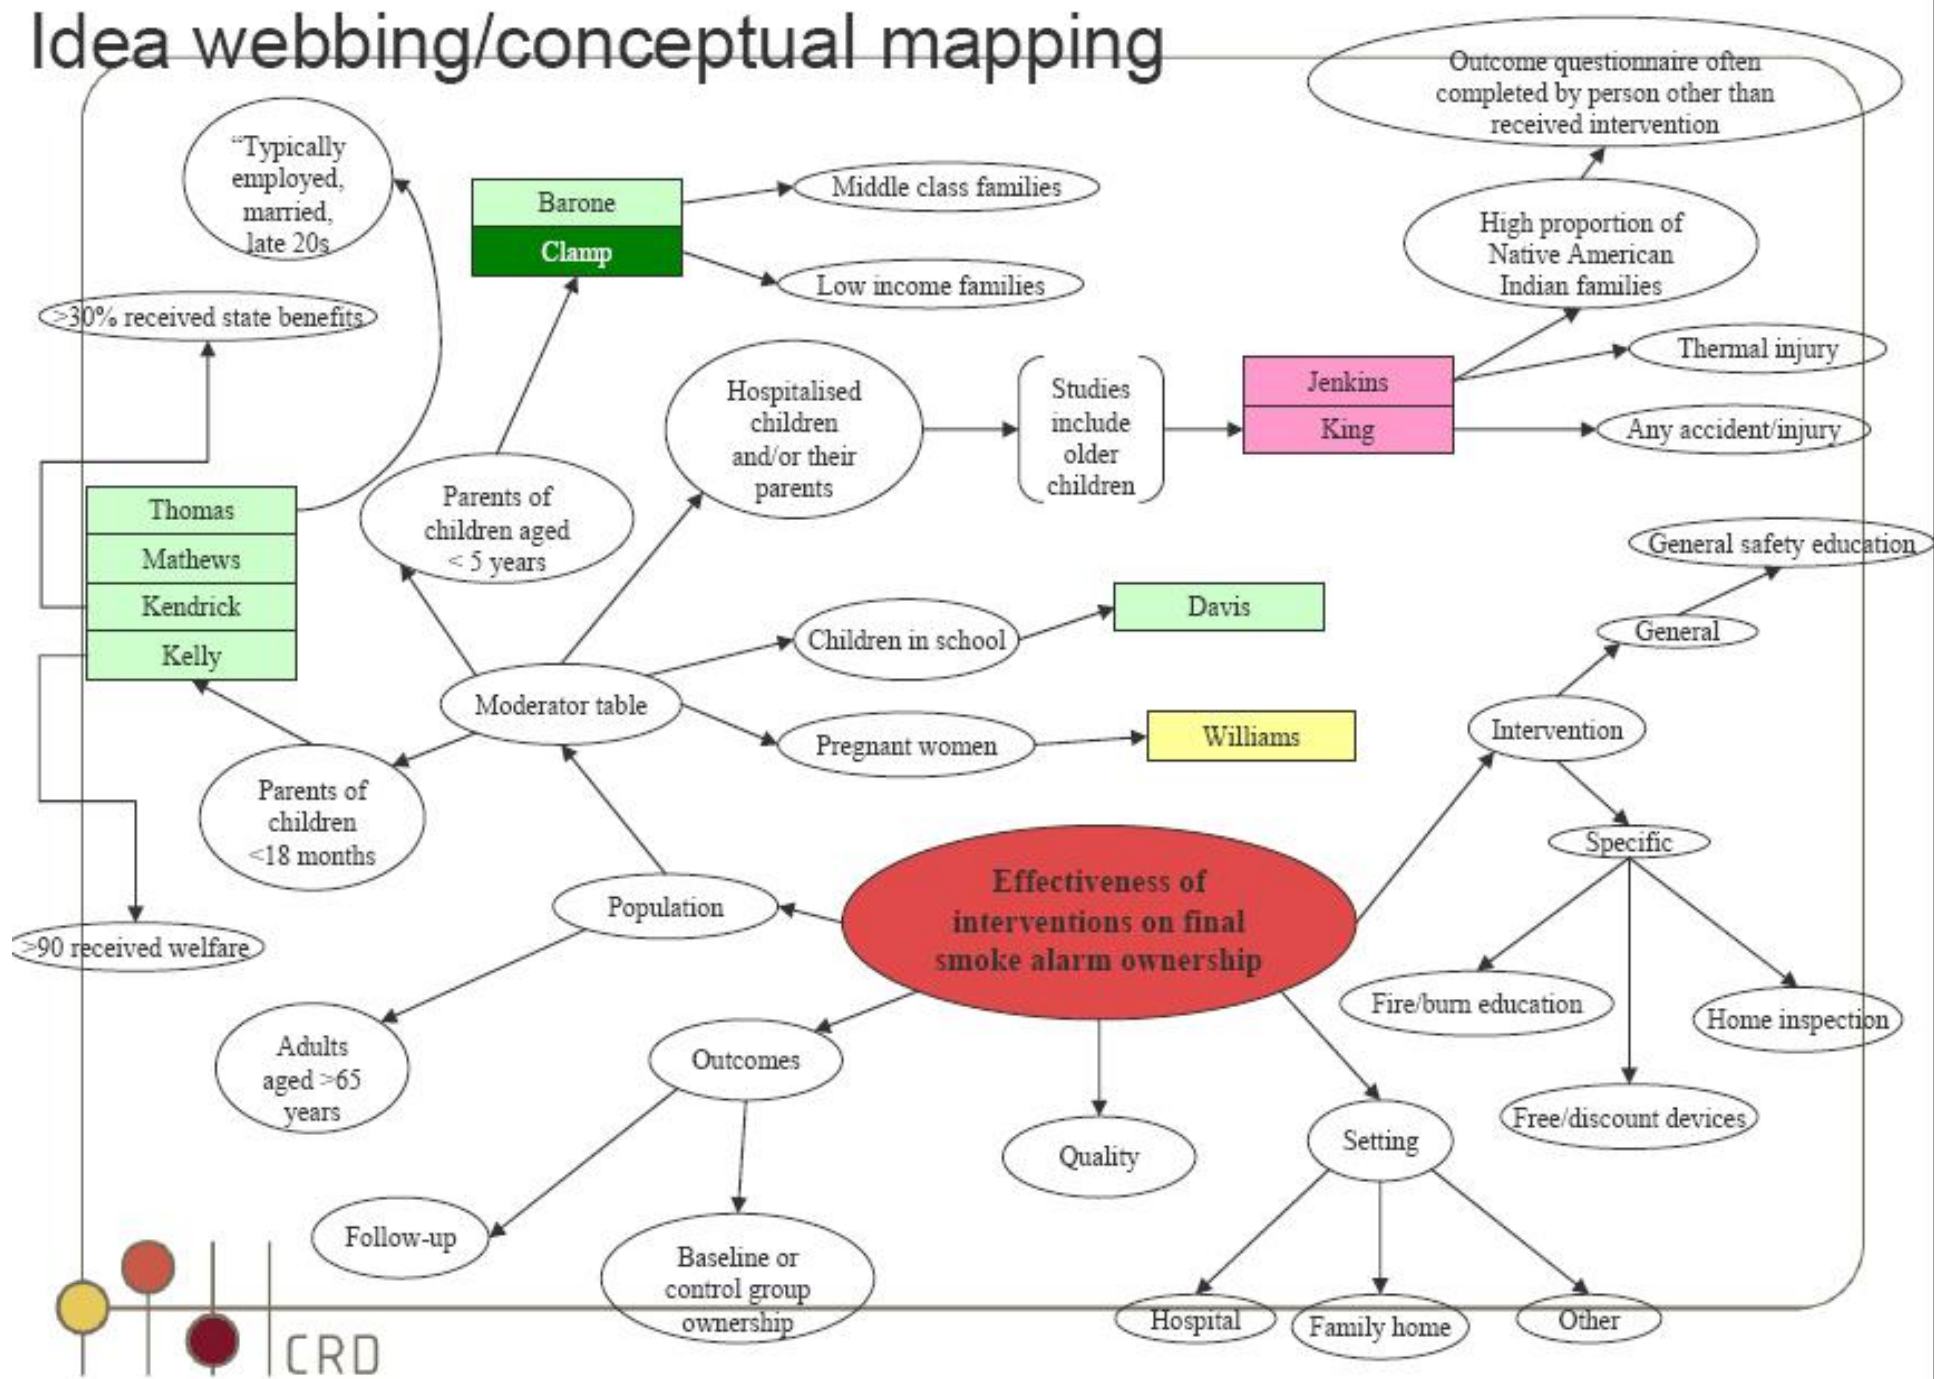 Idea webbing/conceptual mapping
Outcome questionnaire often
completed by person other than
received intervention
“Typically
employed,
married,
late 20s
Barone
Clamp
Middle class families
Low income families
High proportion of
Native American
Indian families
>30% received state benefits
Hospitalised
children
and/or their
parents
Studies
include
older
children
Jenkins
King
Thermal injury
Any accident/injury
Thomas
Mathews
Kendrick
Kelly
Parents of
children aged
< 5 years
General safety education
Children in school
Davis
General
Moderator table
Pregnant women
Williams
Intervention
Parents of
children
<18 months
Specific
Population
Effectiveness of
interventions on final
smoke alarm ownership
>90 received welfare
Fire/burn education
Home inspection
Adults
aged >65
years
Outcomes
Free/discount devices
Quality
Setting
Follow-up
Baseline or
control group
ownership
Hospital
Family home
Other
CRD